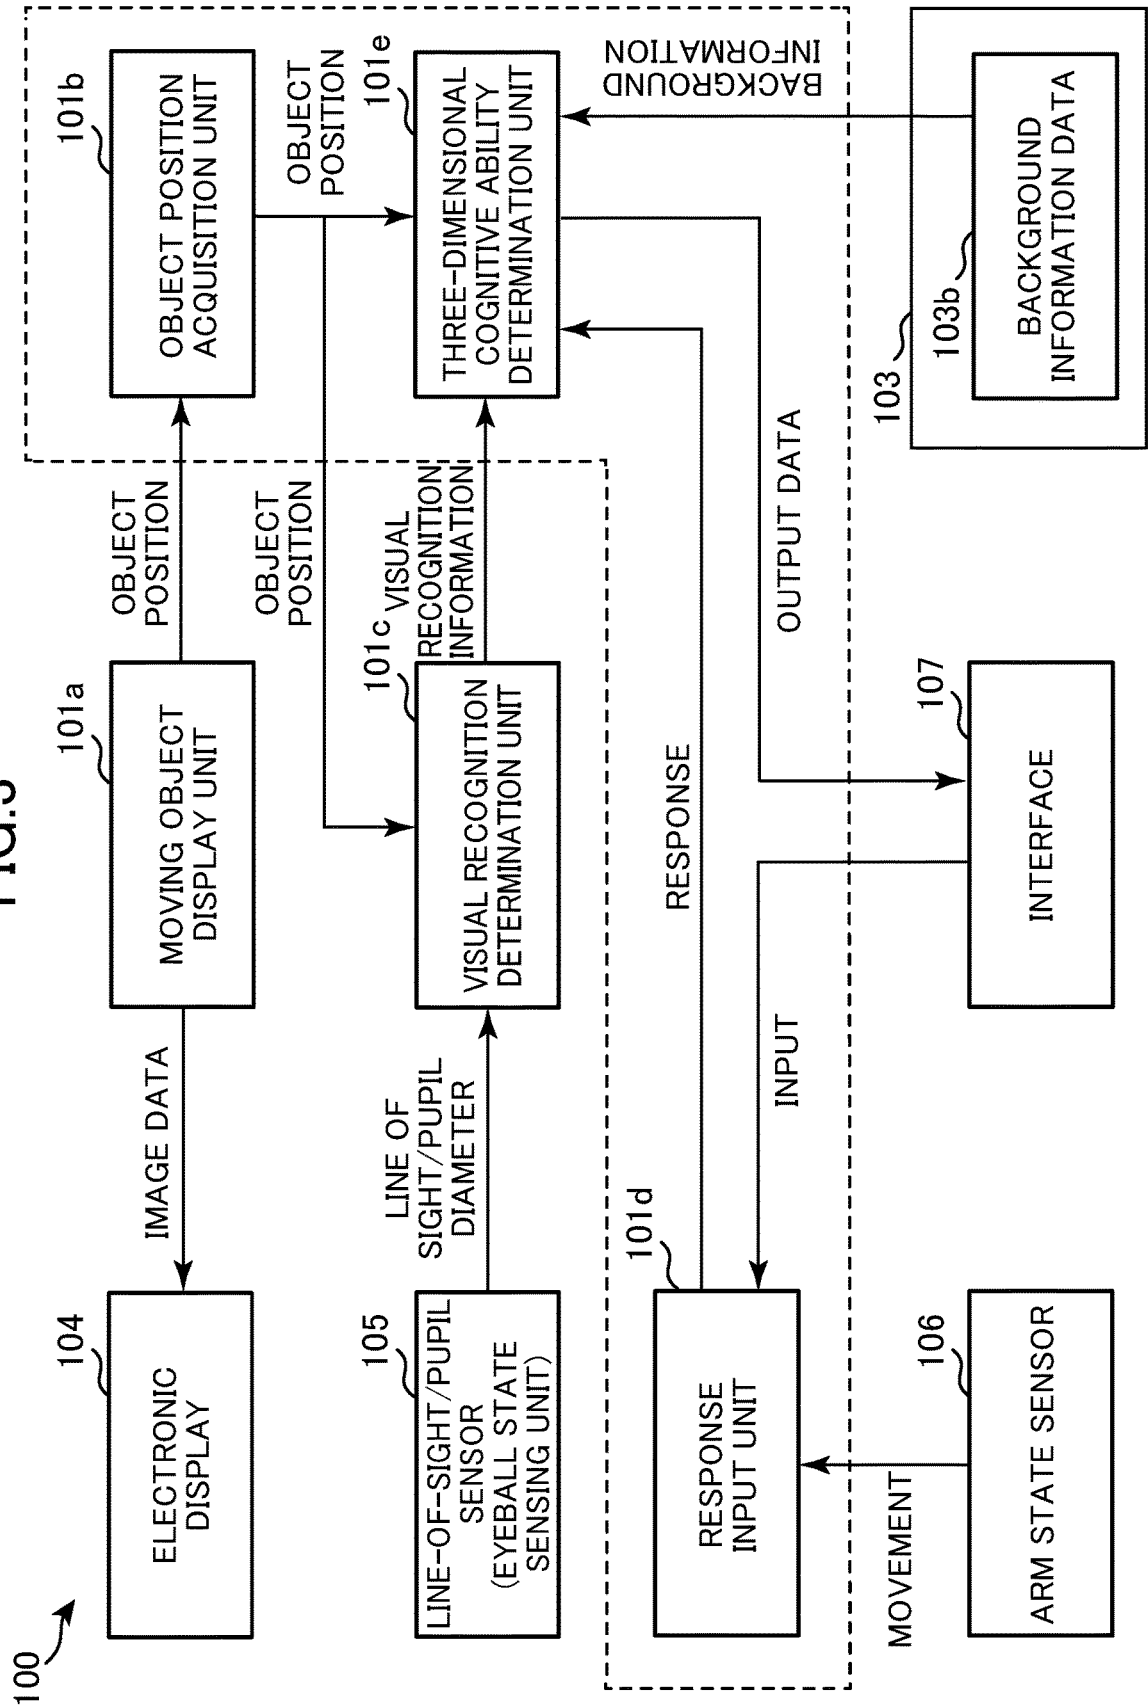 FIG.
100
104
ELECTRONIC
DISPLAY
IMAGE DATA
101a
MOVING OBJECT
DISPLAY UNIT
OBJECT
POSITION
101b
OBJECT POSITION
ACQUISITION UNIT
OBJECT
POSITION
OBJECT
POSITION
105
LINE-OF-SIGHT/PUPIL
SENSOR
(EYEBALL STATE
SENSING UNIT)
LINE OF
SIGHT/PUPIL
DIAMETER
101c
VISUAL RECOGNITION
DETERMINATION UNIT
VISUAL
RECOGNITION
INFORMATION
101e
THREE-DIMENSIONAL
COGNITIVE ABILITY
DETERMINATION UNIT
BACKGROUND
INFORMATION
101d
RESPONSE
INPUT UNIT
RESPONSE
INPUT
OUTPUT DATA
MOVEMENT
106
ARM STATE SENSOR
107
INTERFACE
103
103b
BACKGROUND
INFORMATION DATA